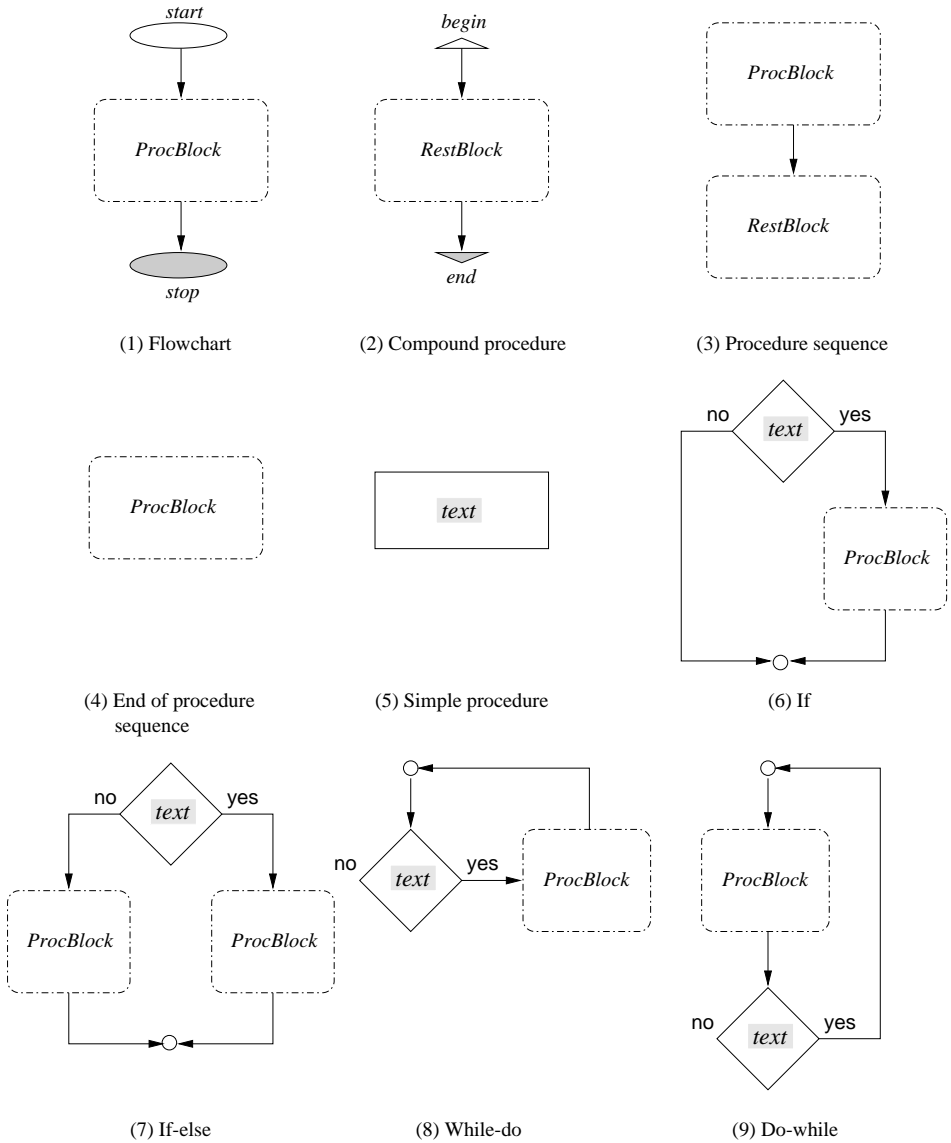 start
ProcBlock
stop
(1) Flowchart
begin
RestBlock
end
(2) Compound procedure
ProcBlock
RestBlock
(3) Procedure sequence
ProcBlock
(4) End of procedure
sequence
text
(5) Simple procedure
no
text
yes
ProcBlock
(6) If
no
text
yes
ProcBlock
ProcBlock
(7) If-else
no
text
yes
ProcBlock
(8) While-do
ProcBlock
no
text
yes
(9) Do-while